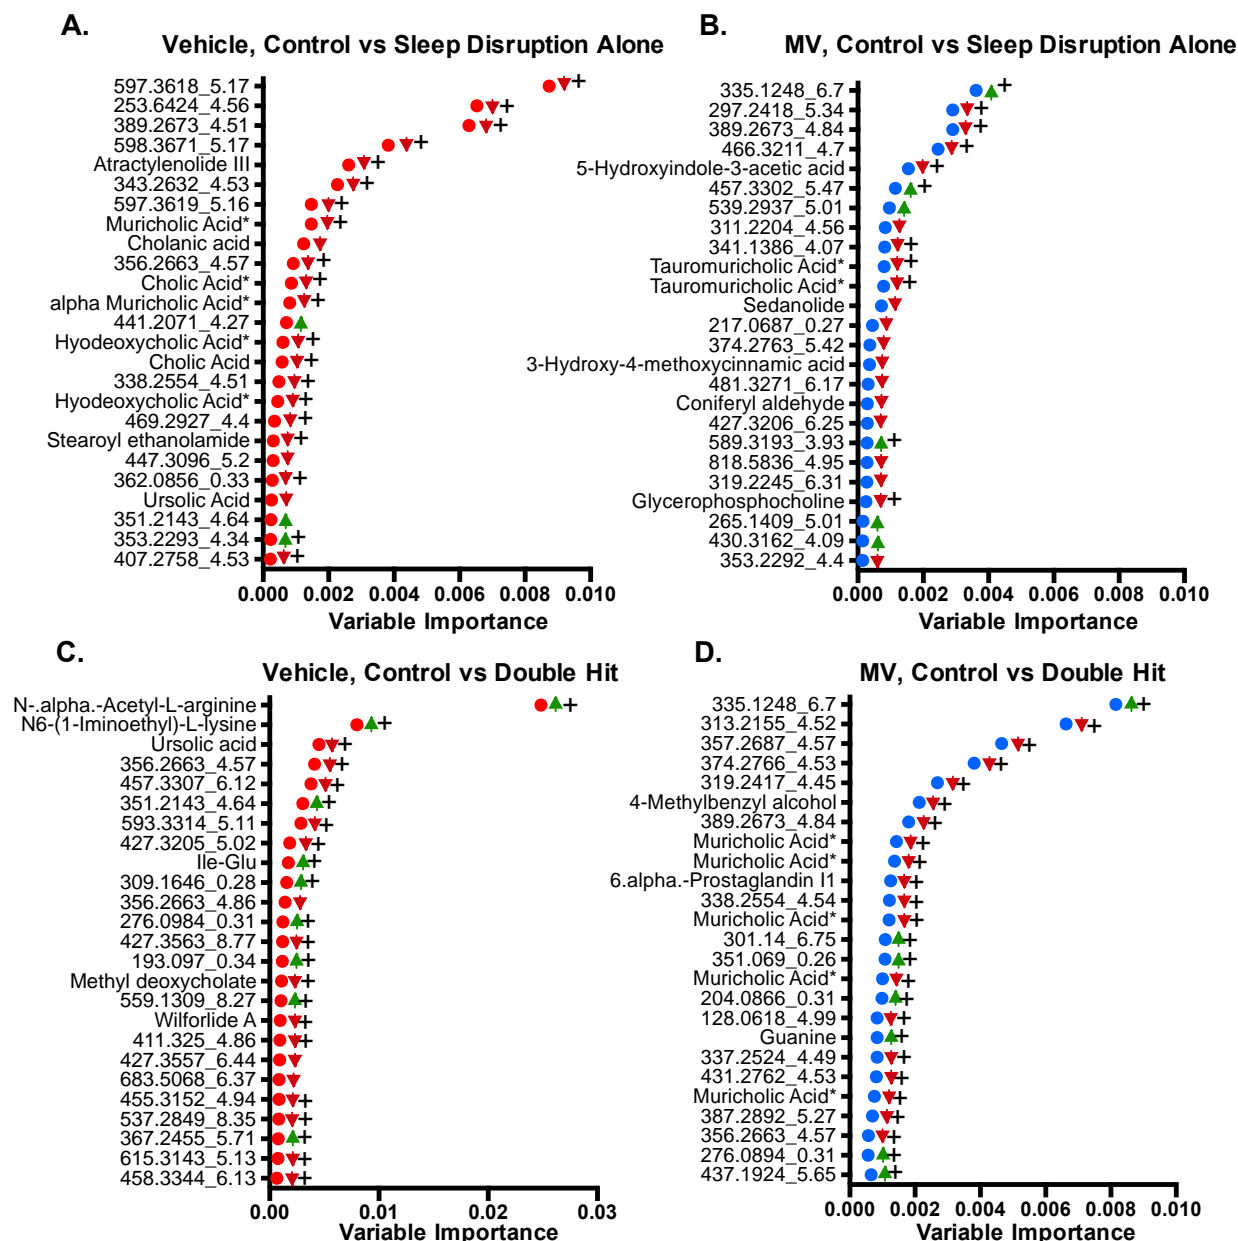 A.
Vehicle, Control vs Sleep Disruption Alone
597.3618_5.17
253.6424_4.56
389.2673_4.51
598.3671_5.17
Atractylenolide III
343.2632_4.53
597.3619_5.16
Muricholic Acid*
Cholanic acid
356.2663_4.57
Cholic Acid*
alpha Muricholic Acid*
441.2071_4.27
Hyodeoxycholic Acid*
Cholic Acid
338.2554_4.51
Hyodeoxycholic Acid*
469.2927_4.4
Stearoyl ethanolamide
447.3096_5.2
362.0856_0.33
Ursolic Acid
351.2143_4.64
353.2293_4.34
407.2758_4.53
0.000 0.002 0.004 0.006 0.008 0.010
Variable Importance
B.
MV, Control vs Sleep Disruption Alone
335.1248_6.7
297.2418_5.34
389.2673_4.84
466.3211_4.7
5-Hydroxyindole-3-acetic acid
457.3302_5.47
539.2937_5.01
311.2204_4.56
341.1386_4.07
Tauromuricholic Acid*
Tauromuricholic Acid*
Sedanolide
217.0687_0.27
374.2763_5.42
3-Hydroxy-4-methoxycinnamic acid
481.3271_6.17
Coniferyl aldehyde
427.3206_6.25
589.3193_3.93
818.5836_4.95
319.2245_6.31
Glycerophosphocholine
265.1409_5.01
430.3162_4.09
353.2292_4.4
0.000 0.002 0.004 0.006 0.008 0.010
Variable Importance
C.
Vehicle, Control vs Double Hit
N-.alpha.-Acetyl-L-arginine
N6-(1-Iminoethyl)-L-lysine
Ursolic acid
356.2663_4.57
457.3307_6.12
351.2143_4.64
593.3314_5.11
427.3205_5.02
Ile-Glu
309.1646_0.28
356.2663_4.86
276.0984_0.31
427.3563_8.77
193.097_0.34
Methyl deoxycholate
559.1309_8.27
Wilforlide A
411.325_4.86
427.3557_6.44
683.5068_6.37
455.3152_4.94
537.2849_8.35
367.2455_5.71
615.3143_5.13
458.3344_6.13
0.00 0.01 0.02 0.03
Variable Importance
D.
MV, Control vs Double Hit
335.1248_6.7
313.2155_4.52
357.2687_4.57
374.2766_4.53
319.2417_4.45
4-Methylbenzyl alcohol
389.2673_4.84
Muricholic Acid*
Muricholic Acid*
6.alpha.-Prostaglandin I1
338.2554_4.54
Muricholic Acid*
301.14_6.75
351.069_0.26
Muricholic Acid*
204.0866_0.31
128.0618_4.99
Guanine
337.2524_4.49
431.2762_4.53
Muricholic Acid*
387.2892_5.27
356.2663_4.57
276.0894_0.31
437.1924_5.65
0.000 0.002 0.004 0.006 0.008 0.010
Variable Importance